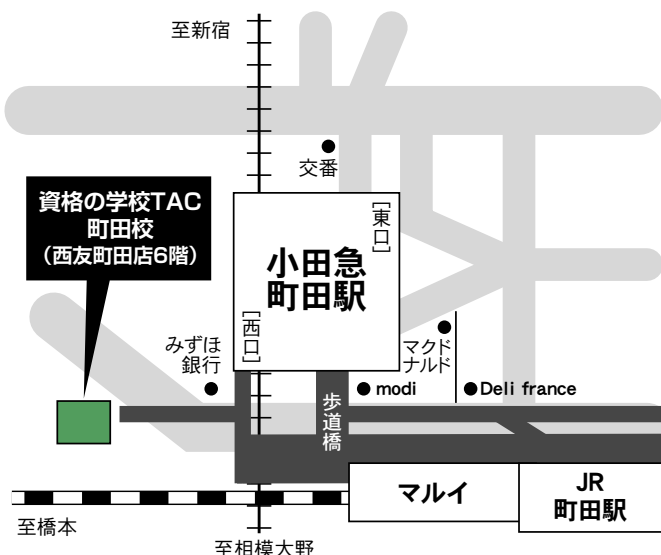 至新宿
交番
資格の学校TAC
町田校
(西友町田店6階)
[東口]
小田急
町田駅
[西口]
みずほ
銀行
マクド
ナルド
modi
Deli france
歩道橋
マルイ
JR
町田駅
至橋本
至相模大野